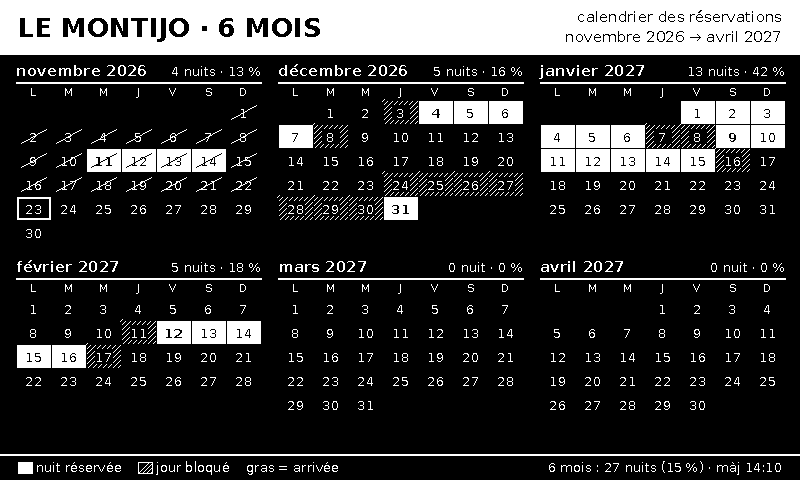 LE MONTIJO · 6 MOIS
calendrier des réservations
novembre 2026 → avril 2027
novembre 2026 4 nuits · 13 %
L M M J V S D
1
2 3 4 5 6 7 8
9 10 11 12 13 14 15
16 17 18 19 20 21 22
23 24 25 26 27 28 29
30
décembre 2026 5 nuits · 16 %
L M M J V S D
1 2 3 4 5 6
7 8 9 10 11 12 13
14 15 16 17 18 19 20
21 22 23 24 25 26 27
28 29 30 31
janvier 2027 13 nuits · 42 %
L M M J V S D
1 2 3
4 5 6 7 8 9 10
11 12 13 14 15 16 17
18 19 20 21 22 23 24
25 26 27 28 29 30 31
février 2027 5 nuits · 18 %
L M M J V S D
1 2 3 4 5 6 7
8 9 10 11 12 13 14
15 16 17 18 19 20 21
22 23 24 25 26 27 28
mars 2027 0 nuit · 0 %
L M M J V S D
1 2 3 4 5 6 7
8 9 10 11 12 13 14
15 16 17 18 19 20 21
22 23 24 25 26 27 28
29 30 31
avril 2027 0 nuit · 0 %
L M M J V S D
1 2 3 4
5 6 7 8 9 10 11
12 13 14 15 16 17 18
19 20 21 22 23 24 25
26 27 28 29 30
nuit réservée jour bloqué gras = arrivée
6 mois : 27 nuits (15 %) · màj 14:10